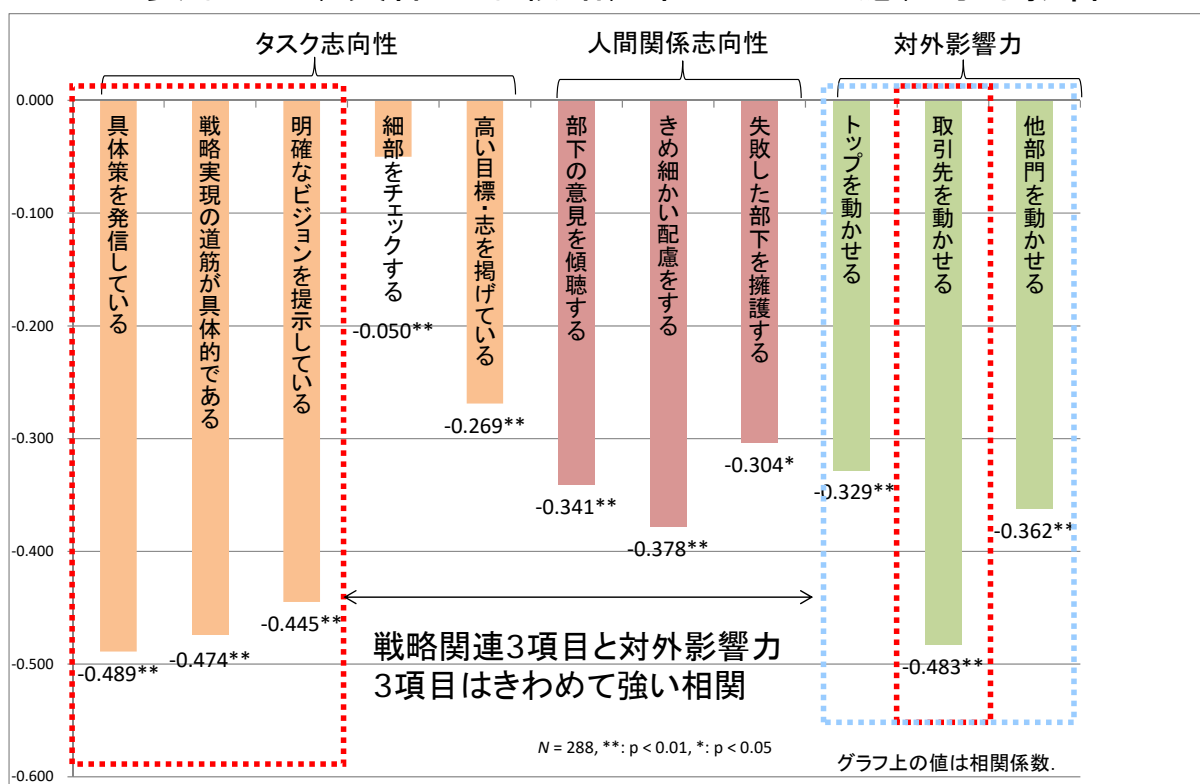 タスク志向性
人間関係志向性
対外影響力
0.000
-0.100
-0.200
-0.300
-0.400
-0.500
-0.600
具体策を発信している
戦略実現の道筋が具体的である
明確なビジョンを提示している
細部をチェックする
高い目標・志を掲げている
部下の意見を傾聴する
きめ細かい配慮をする
失敗した部下を擁護する
トップを動かせる
取引先を動かせる
他部門を動かせる
-0.489**
-0.474**
-0.445**
-0.050**
-0.269**
-0.341**
-0.378**
-0.304*
-0.329**
-0.483**
-0.362**
戦略関連3項目と対外影響力
3項目はきわめて強い相関
N = 288, **: p < 0.01, *: p < 0.05
グラフ上の値は相関係数.